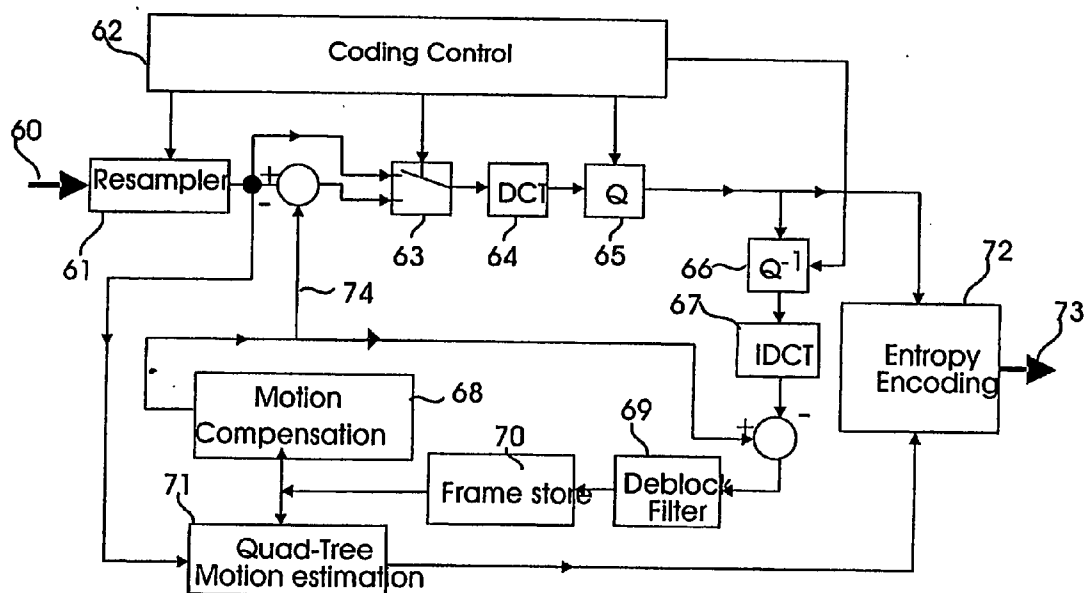 62
Coding Control
60
Resampler
+
-
DCT
Q
61
63
64
65
66
Q-1
72
74
67
73
IDCT
Entropy
Encoding
Motion
Compensation
68
69
+
-
70
Frame store
Deblock
Filter
71
Quad-Tree
Motion estimation